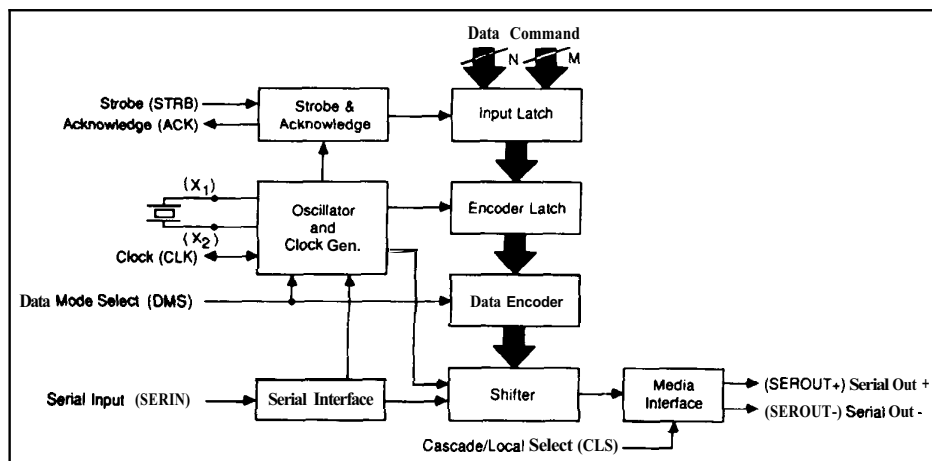 Data Command
N M
Strobe (STRB)
Acknowledge (ACK)
Strobe &
Acknowledge
Input Latch
(X1)
(X2)
Oscillator
and
Clock Gen.
Encoder Latch
Clock (CLK)
Data Mode Select (DMS)
Data Encoder
Serial Input (SERIN)
Serial Interface
Shifter
Media
Interface
(SEROUT+) Serial Out +
(SEROUT-) Serial Out -
Cascade/Local Select (CLS)